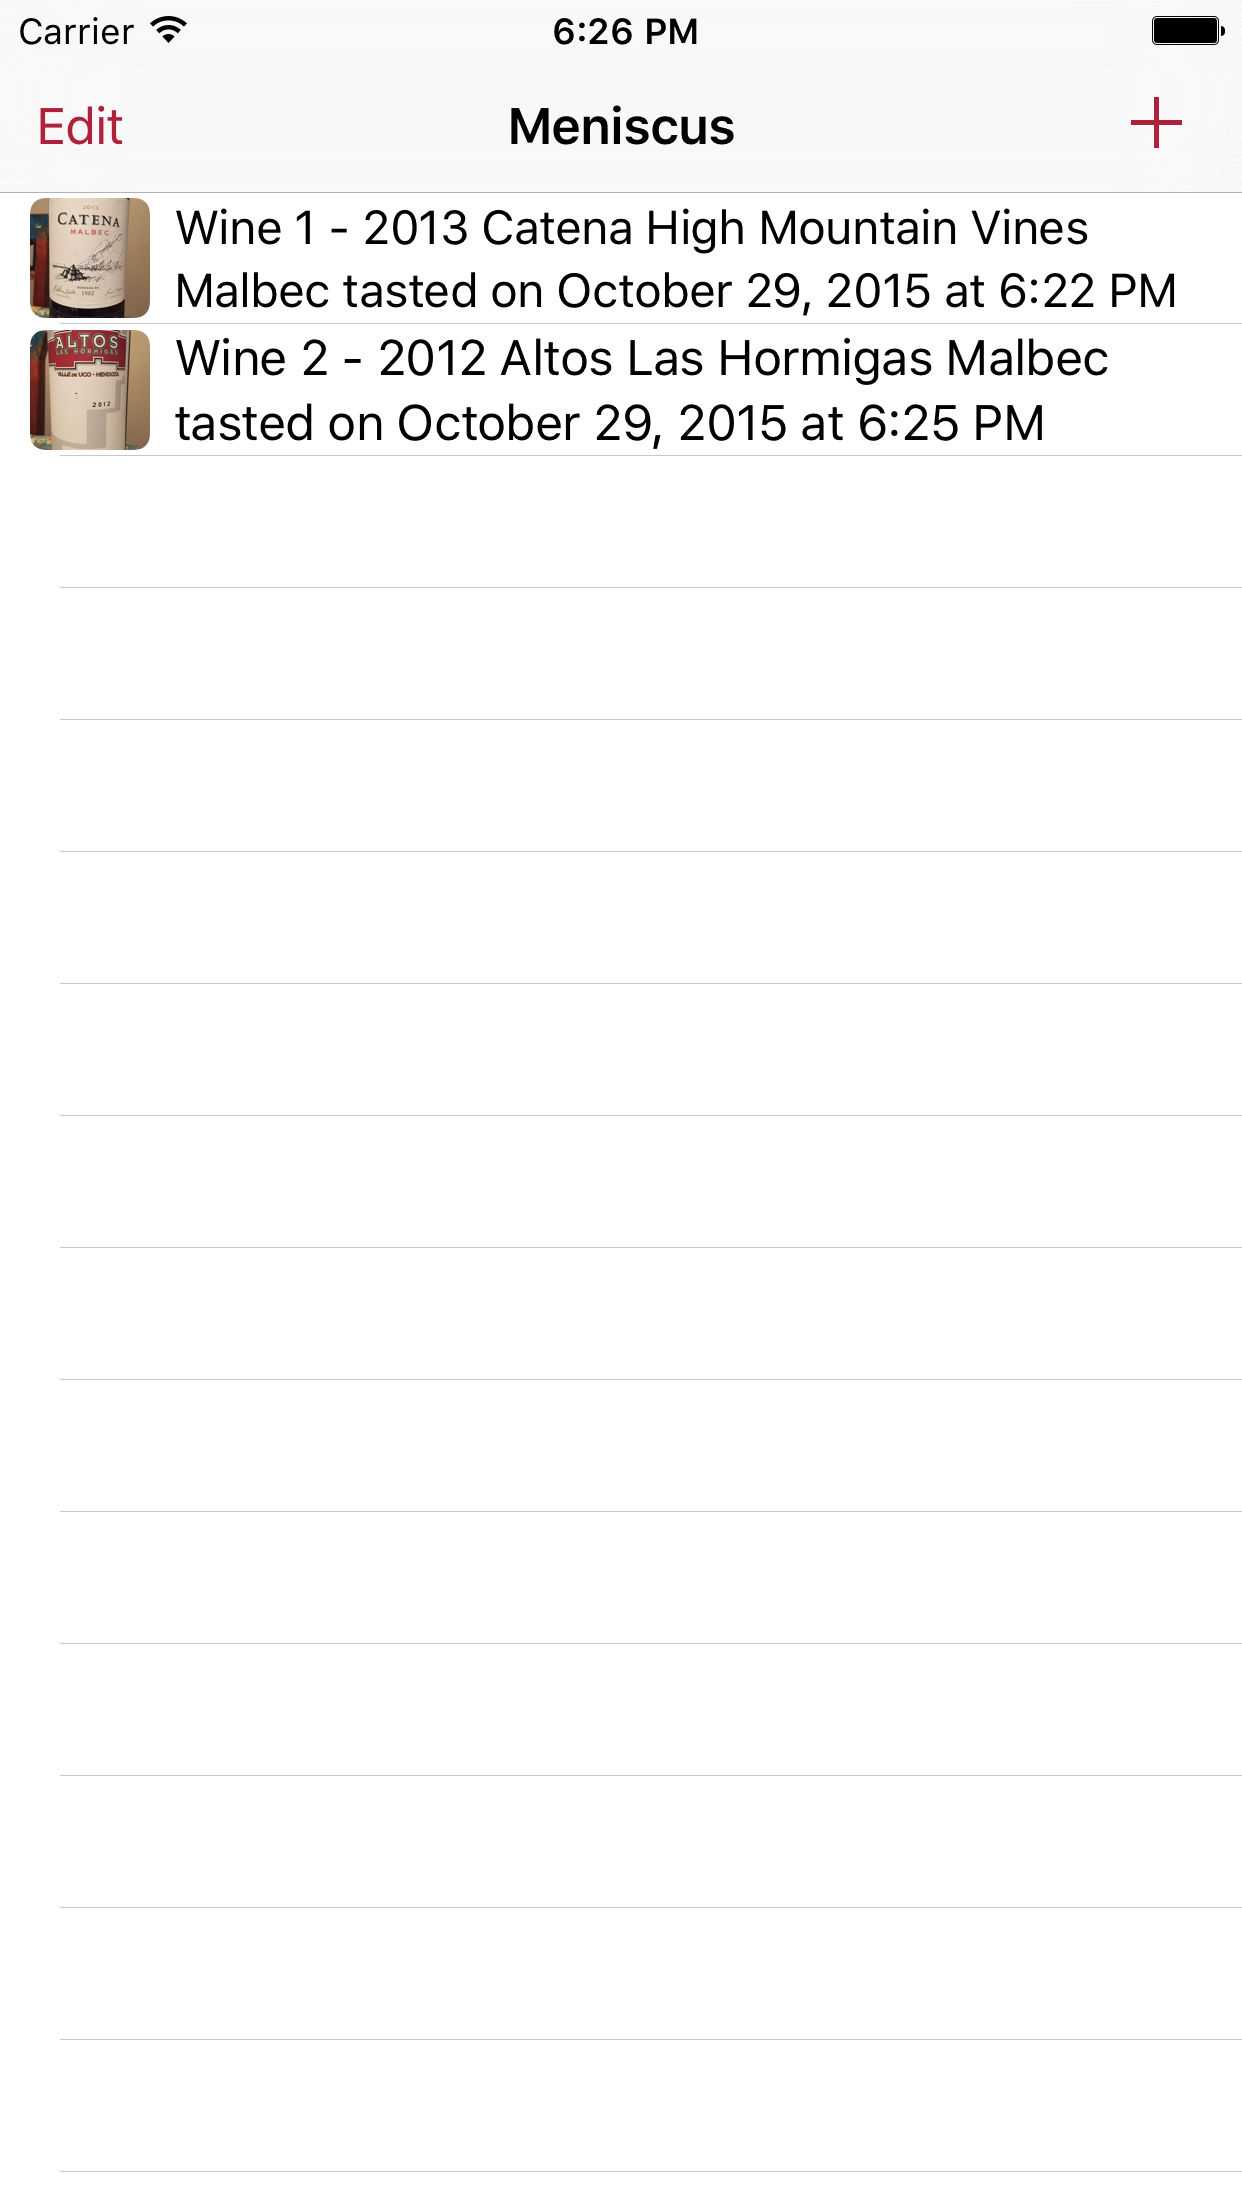 Carrier 6:26 PM
Edit Meniscus
2013
CATENA
MALBEC
1902
Wine 1 - 2013 Catena High Mountain Vines
Malbec tasted on October 29, 2015 at 6:22 PM
ALTOS
LAS HORMIGAS
VALLE DE UCO - MENDOZA
2012
Wine 2 - 2012 Altos Las Hormigas Malbec
tasted on October 29, 2015 at 6:25 PM